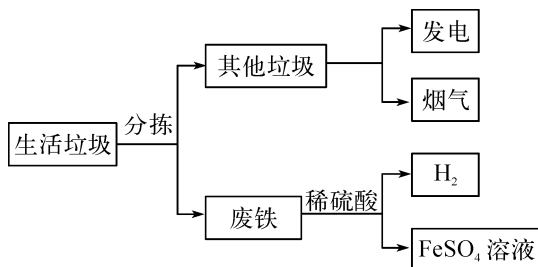 生活垃圾
分拣
其他垃圾
发电
烟气
废铁
稀硫酸
H₂
FeSO₄ 溶液